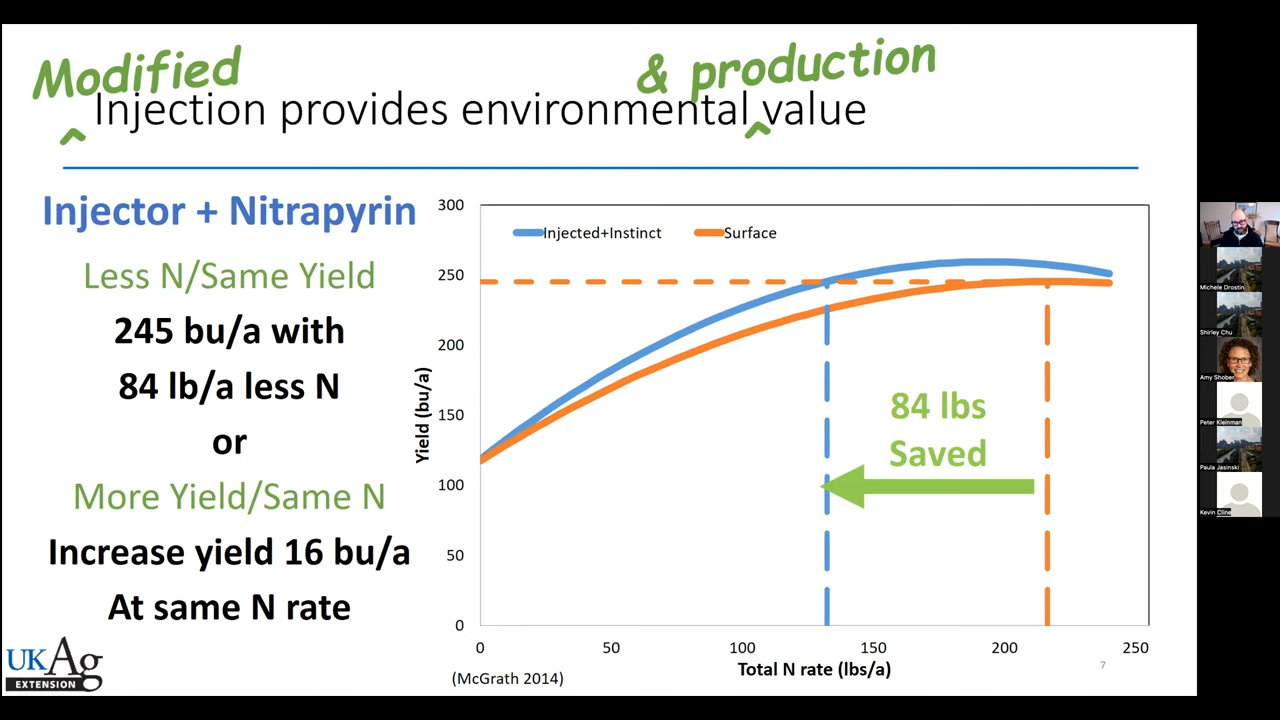 Modified & production
Injection provides environmental value
^ ^
Injector + Nitrapyrin
Less N/Same Yield
245 bu/a with
84 lb/a less N
or
More Yield/Same N
Increase yield 16 bu/a
At same N rate
UKAg
EXTENSION
300
250
200
150
100
50
0
Yield (bu/a)
Injected+Instinct Surface
84 lbs
Saved
0 50 100 150 200 250
Total N rate (lbs/a)
(McGrath 2014)
7
Michele Drostin
Shirley Chu
Amy Shober
Peter Kleinman
Paula Jasinski
Kevin Cline